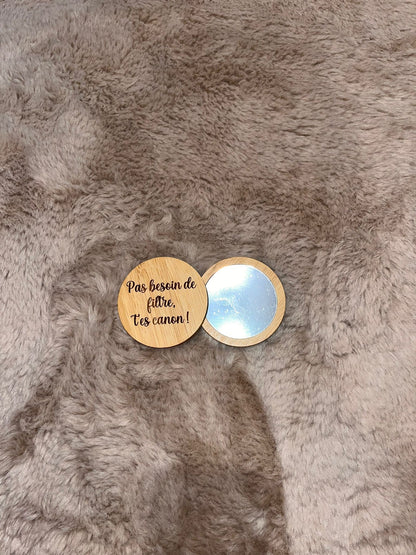 Pas besoin de
filtre,
T'es canon !